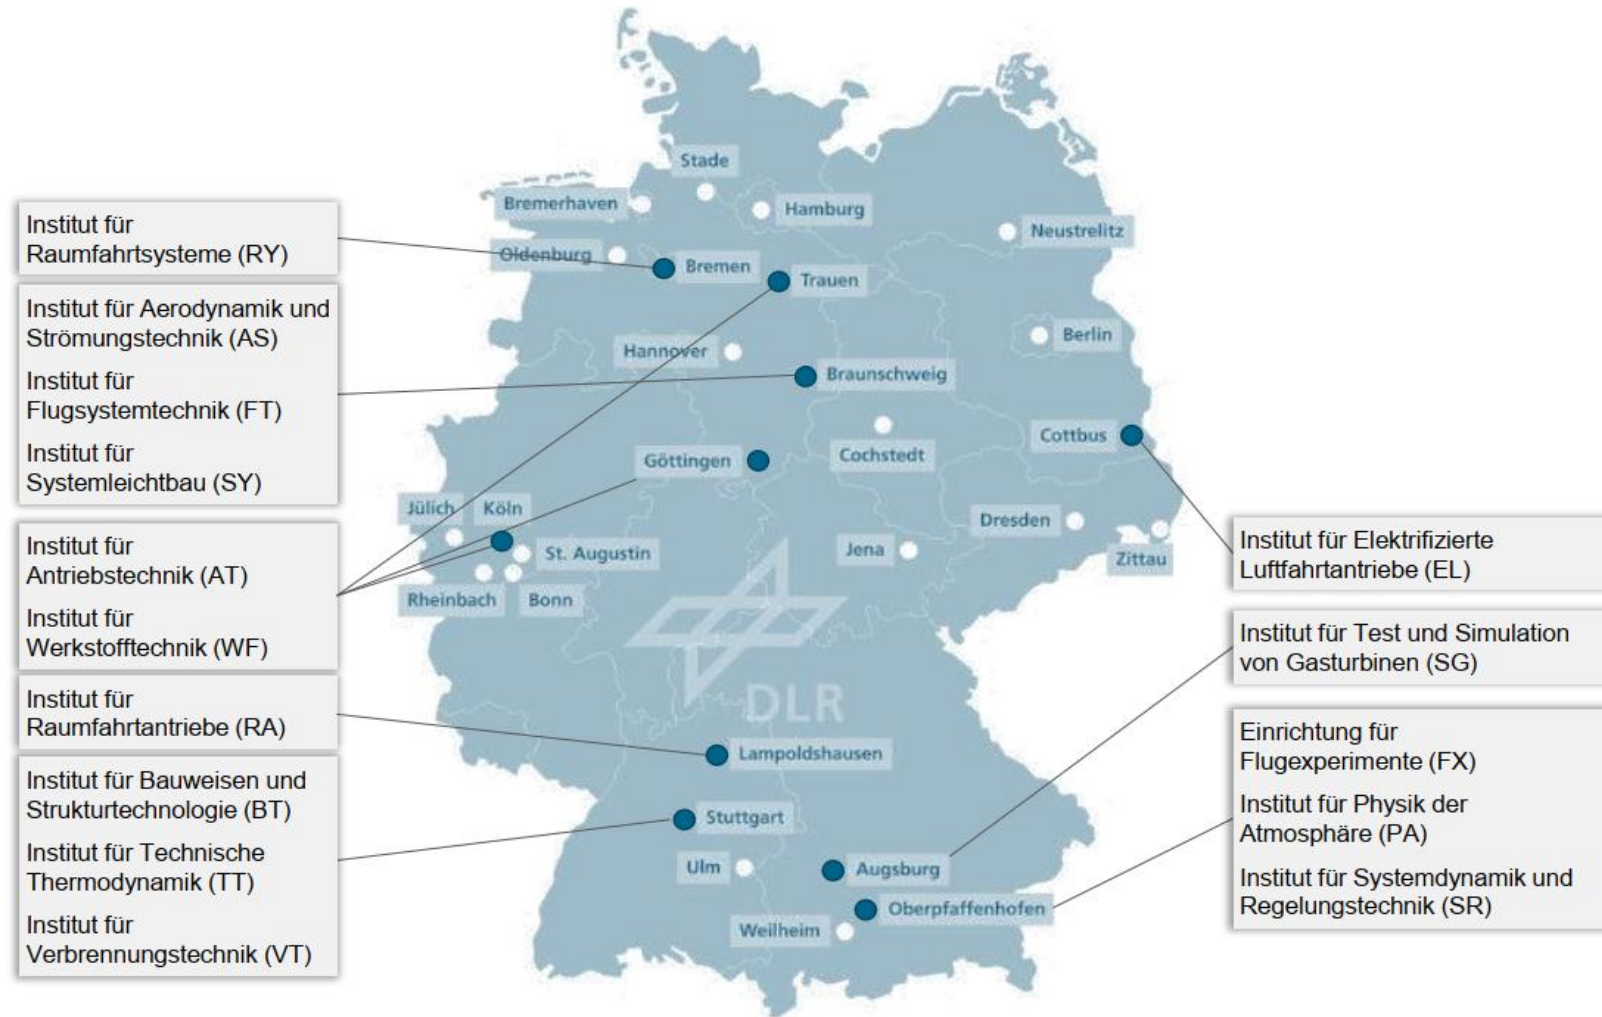 Institut für
Raumfahrtsysteme (RY)
Institut für Aerodynamik und
Strömungstechnik (AS)
Institut für
Flugsystemtechnik (FT)
Institut für
Systemleichtbau (SY)
Institut für
Antriebstechnik (AT)
Institut für
Werkstofftechnik (WF)
Institut für
Raumfahrtantriebe (RA)
Institut für Bauweisen und
Strukturtechnologie (BT)
Institut für Technische
Thermodynamik (TT)
Institut für
Verbrennungstechnik (VT)
Stade
Bremerhaven
Hamburg
Neustrelitz
Oldenburg
Bremen
Trauen
Berlin
Hannover
Braunschweig
Cottbus
Cochstedt
Göttingen
Jülich
Köln
Dresden
St. Augustin
Jena
Zittau
Rheinbach
Bonn
DLR
Lampoldshausen
Stuttgart
Ulm
Augsburg
Oberpfaffenhofen
Weilheim
Institut für Elektrifizierte
Luftfahrtantriebe (EL)
Institut für Test und Simulation
von Gasturbinen (SG)
Einrichtung für
Flugexperimente (FX)
Institut für Physik der
Atmosphäre (PA)
Institut für Systemdynamik und
Regelungstechnik (SR)